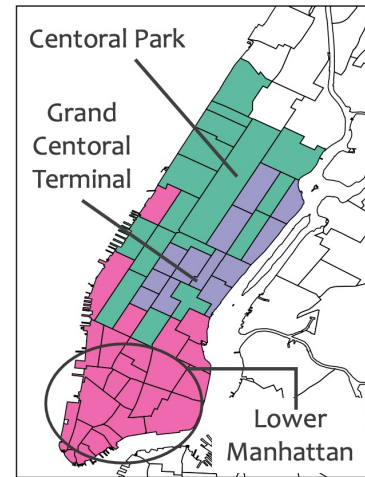 Centoral Park
Grand
Centoral
Terminal
Lower
Manhattan